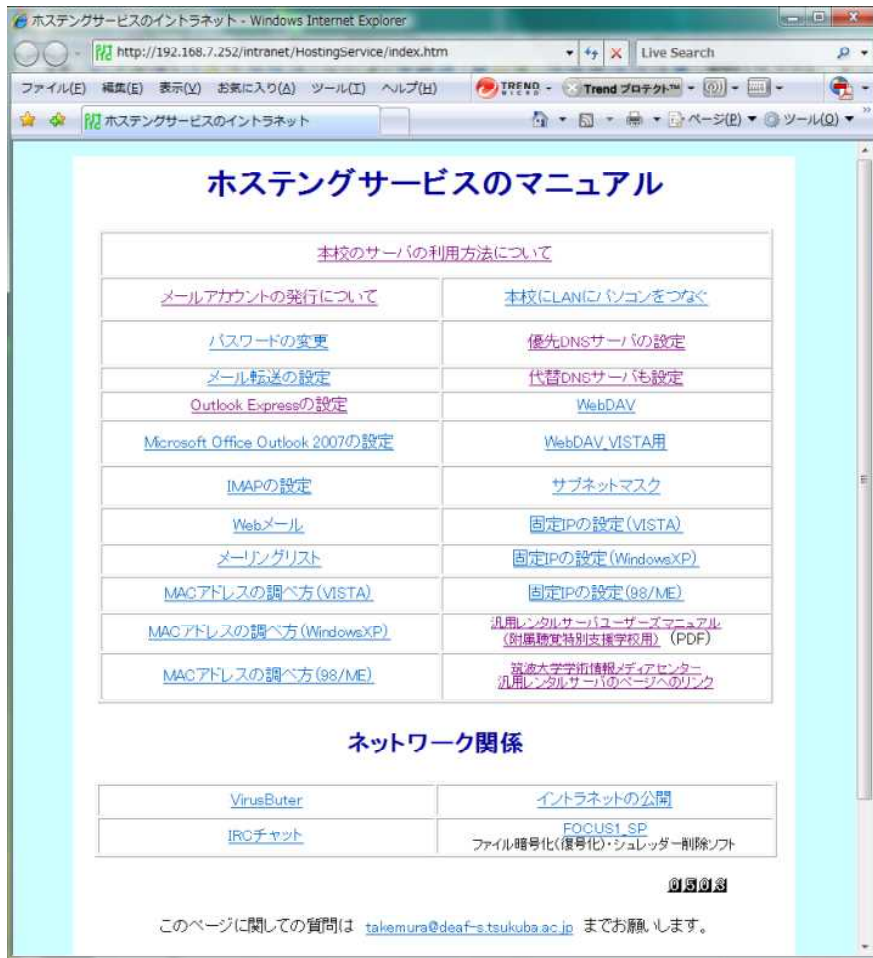 ホステングサービスのイントラネット - Windows Internet Explorer
http://192.168.7.252/intranet/HostingService/index.htm
Live Search
ファイル(F) 編集(E) 表示(V) お気に入り(A) ツール(T) ヘルプ(H) TREND MICRO Trend プロテクト™
ホステングサービスのイントラネット ページ(P) ツール(O)
ホステングサービスのマニュアル
本校のサーバの利用方法について
メールアカウントの発行について 本校にLANにパソコンをつなぐ
パスワードの変更 優先DNSサーバの設定
メール転送の設定 代替DNSサーバも設定
Outlook Expressの設定 WebDAV
Microsoft Office Outlook 2007の設定 WebDAV_VISTA用
IMAPの設定 サブネットマスク
Webメール 固定IPの設定(VISTA)
メーリングリスト 固定IPの設定(WindowsXP)
MACアドレスの調べ方(VISTA) 固定IPの設定(98/ME)
MACアドレスの調べ方(WindowsXP) 汎用レンタルサーバユーザーズマニュアル
(附属聴覚特別支援学校用) (PDF)
MACアドレスの調べ方(98/ME) 筑波大学学術情報メディアセンター
汎用レンタルサーバのページへのリンク
ネットワーク関係
VirusButer イントラネットの公開
IRCチャット FOCUS1_SP
ファイル暗号化(復号化)・シュレッダー削除ソフト
0503
このページに関しての質問は takemura@deaf-s.tsukuba.ac.jp までお願いします。